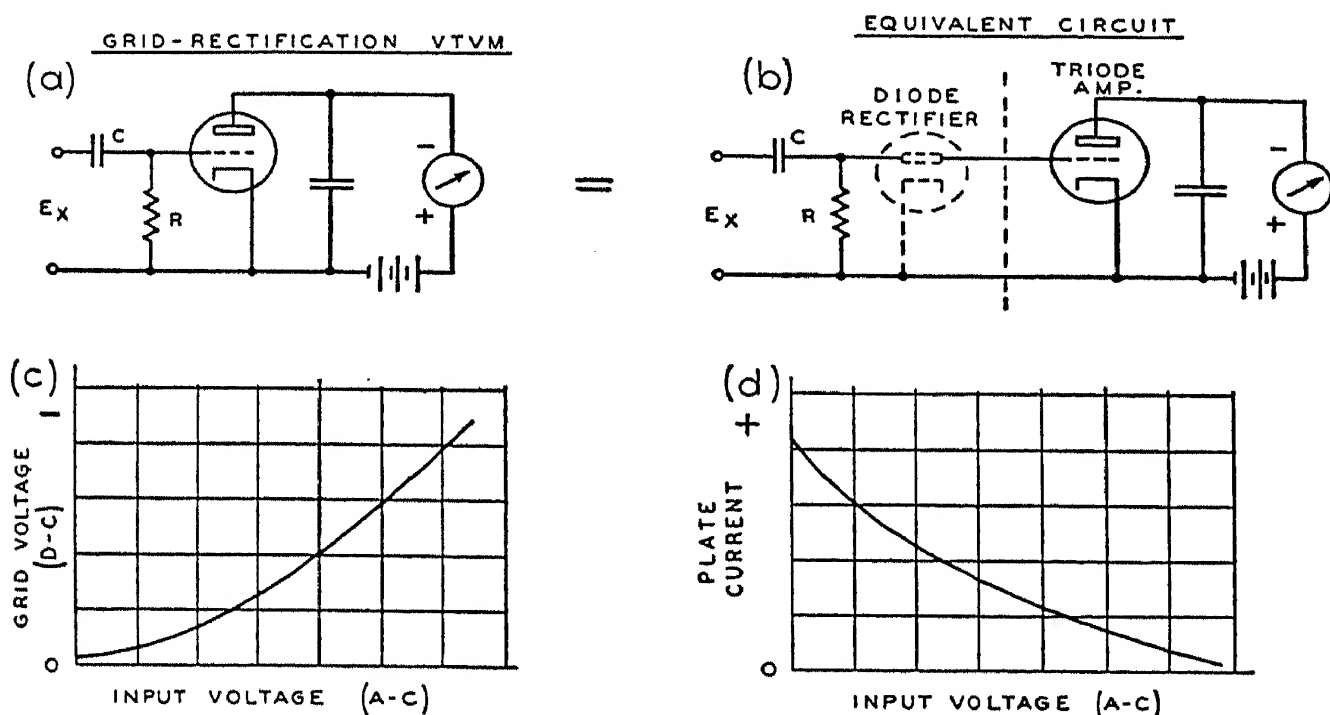 GRID-RECTIFICATION VTVM
(a)
C
R
EX
-
+
=
EQUIVALENT CIRCUIT
(b)
DIODE
RECTIFIER
TRIODE
AMP.
C
R
EX
-
+
(c)
GRID VOLTAGE
(D-C)
-
0
INPUT VOLTAGE (A-C)
(d)
+
PLATE
CURRENT
0
INPUT VOLTAGE (A-C)